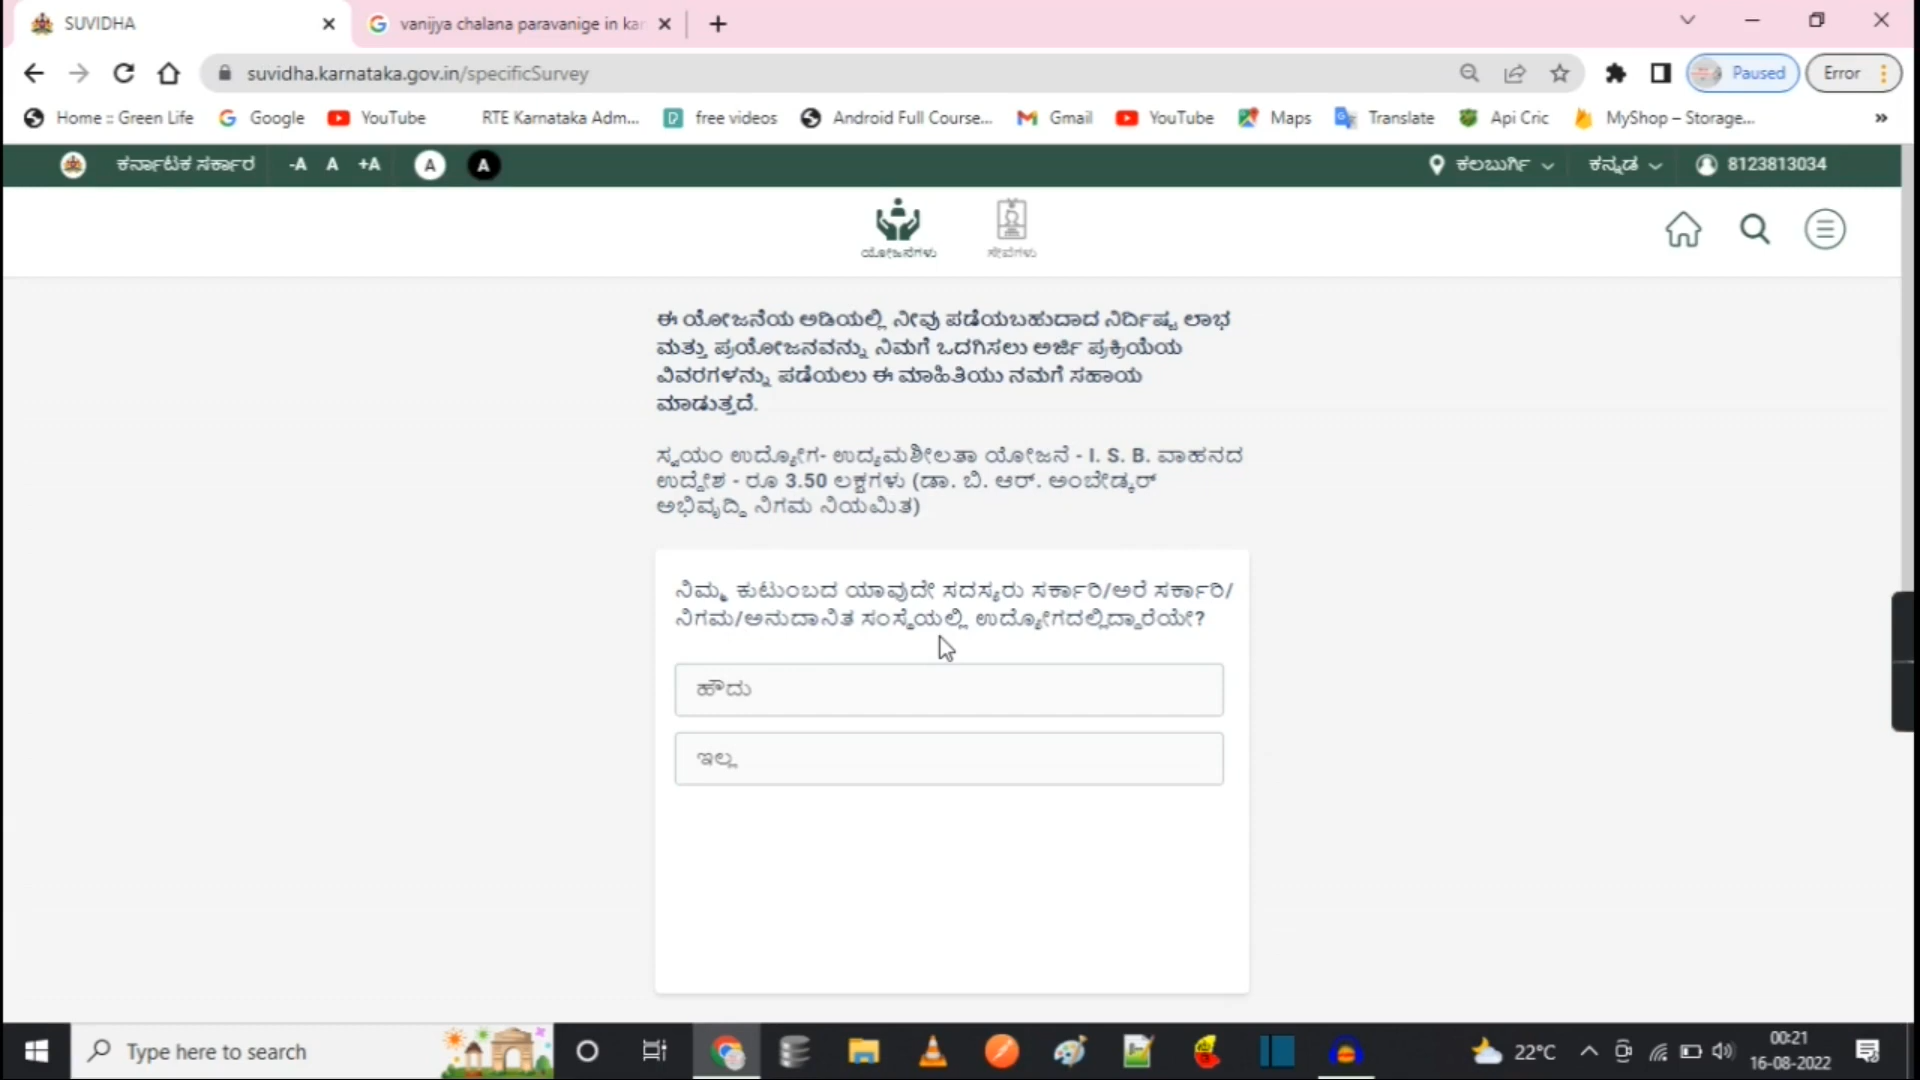 SUVIDHA
vanijya chalana paravanige in kar
suvidha.karnataka.gov.in/specificSurvey
Paused
Error
Home :: Green Life
Google
YouTube
RTE Karnataka Adm...
free videos
Android Full Course...
Gmail
YouTube
Maps
Translate
Api Cric
MyShop – Storage...
»
ಕರ್ನಾಟಕ ಸರ್ಕಾರ
-A A +A A A
ಕಲಬುರ್ಗಿ
ಕನ್ನಡ
8123813034
ಯೋಜನೆಗಳು
ಸೇವೆಗಳು
ಈ ಯೋಜನೆಯ ಅಡಿಯಲ್ಲಿ ನೀವು ಪಡೆಯಬಹುದಾದ ನಿರ್ದಿಷ್ಟ ಲಾಭ
ಮತ್ತು ಪ್ರಯೋಜನವನ್ನು ನಿಮಗೆ ಒದಗಿಸಲು ಅರ್ಜಿ ಪ್ರಕ್ರಿಯೆಯ
ವಿವರಗಳನ್ನು ಪಡೆಯಲು ಈ ಮಾಹಿತಿಯು ನಮಗೆ ಸಹಾಯ
ಮಾಡುತ್ತದೆ.
ಸ್ವಯಂ ಉದ್ಯೋಗ- ಉದ್ಯಮಶೀಲತಾ ಯೋಜನೆ - I. S. B. ವಾಹನದ
ಉದ್ದೇಶ - ರೂ 3.50 ಲಕ್ಷಗಳು (ಡಾ. ಬಿ. ಆರ್. ಅಂಬೇಡ್ಕರ್
ಅಭಿವೃದ್ಧಿ ನಿಗಮ ನಿಯಮಿತ)
ನಿಮ್ಮ ಕುಟುಂಬದ ಯಾವುದೇ ಸದಸ್ಯರು ಸರ್ಕಾರಿ/ಅರೆ ಸರ್ಕಾರಿ/
ನಿಗಮ/ಅನುದಾನಿತ ಸಂಸ್ಥೆಯಲ್ಲಿ ಉದ್ಯೋಗದಲ್ಲಿದ್ದಾರೆಯೇ?
ಹೌದು
ಇಲ್ಲ
Type here to search
22°C
00:21
16-08-2022